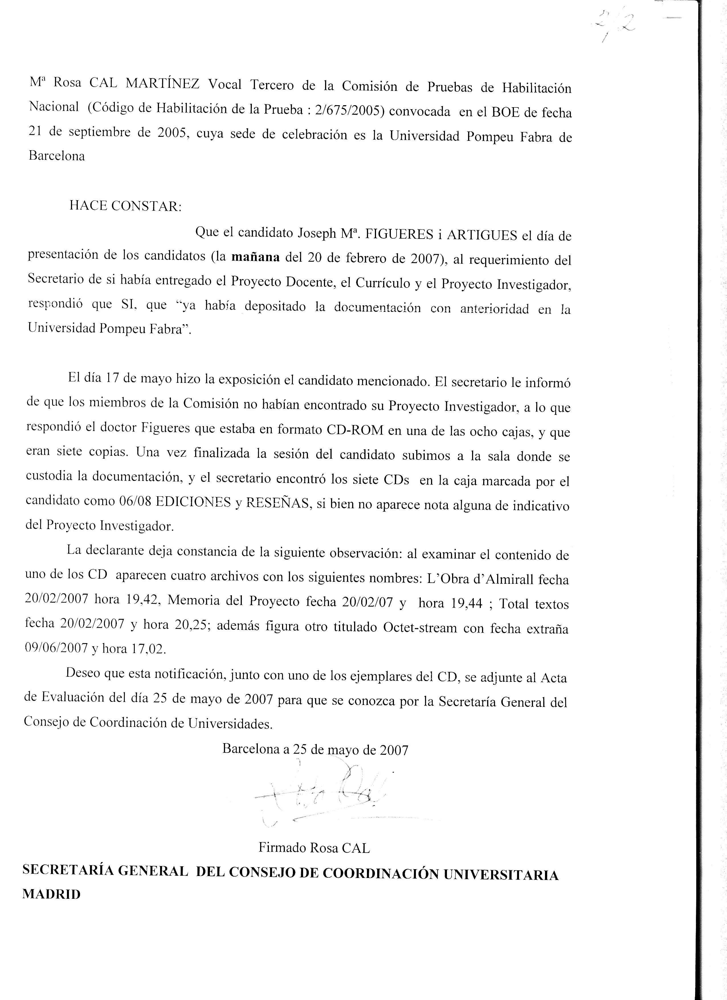 2/2
Mª Rosa CAL MARTÍNEZ Vocal Tercero de la Comisión de Pruebas de Habilitación
Nacional (Código de Habilitación de la Prueba : 2/675/2005) convocada en el BOE de fecha
21 de septiembre de 2005, cuya sede de celebración es la Universidad Pompeu Fabra de
Barcelona
HACE CONSTAR:
Que el candidato Joseph Mª. FIGUERES i ARTIGUES el día de
presentación de los candidatos (la mañana del 20 de febrero de 2007), al requerimiento del
Secretario de si había entregado el Proyecto Docente, el Currículo y el Proyecto Investigador,
respondió que SI, que “ya había depositado la documentación con anterioridad en la
Universidad Pompeu Fabra”.
El día 17 de mayo hizo la exposición el candidato mencionado. El secretario le informó
de que los miembros de la Comisión no habían encontrado su Proyecto Investigador, a lo que
respondió el doctor Figueres que estaba en formato CD-ROM en una de las ocho cajas, y que
eran siete copias. Una vez finalizada la sesión del candidato subimos a la sala donde se
custodia la documentación, y el secretario encontró los siete CDs en la caja marcada por el
candidato como 06/08 EDICIONES y RESEÑAS, si bien no aparece nota alguna de indicativo
del Proyecto Investigador.
La declarante deja constancia de la siguiente observación: al examinar el contenido de
uno de los CD aparecen cuatro archivos con los siguientes nombres: L’Obra d’Almirall fecha
20/02/2007 hora 19,42, Memoria del Proyecto fecha 20/02/07 y hora 19,44 ; Total textos
fecha 20/02/2007 y hora 20,25; además figura otro titulado Octet-stream con fecha extraña
09/06/2007 y hora 17,02.
Deseo que esta notificación, junto con uno de los ejemplares del CD, se adjunte al Acta
de Evaluación del día 25 de mayo de 2007 para que se conozca por la Secretaría General del
Consejo de Coordinación de Universidades.
Barcelona a 25 de mayo de 2007
Firmado Rosa CAL
SECRETARÍA GENERAL DEL CONSEJO DE COORDINACIÓN UNIVERSITARIA
MADRID